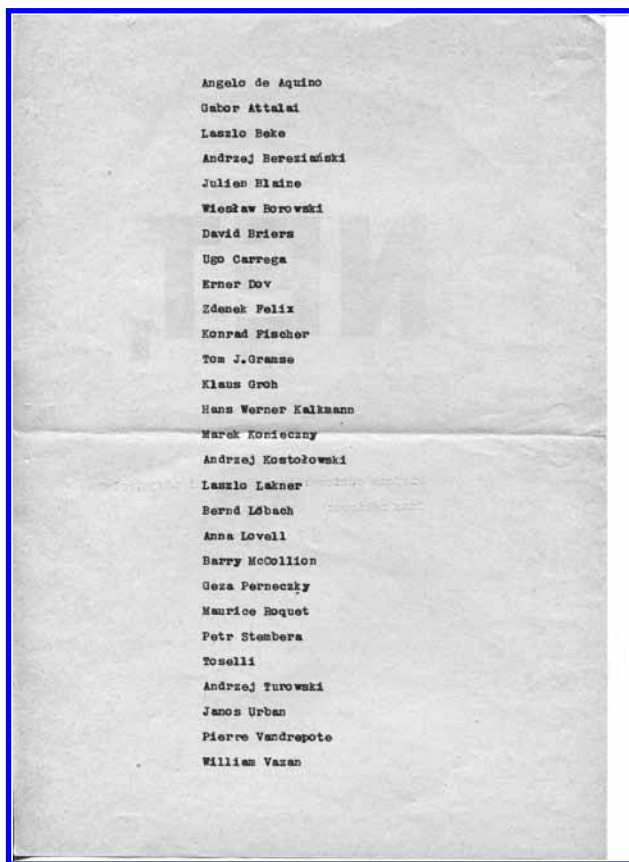 Angelo de Aquino
Gabor Attalai
Laszlo Beke
Andrzej Bereziański
Julien Blaine
Wiesław Borowski
David Briers
Ugo Carrega
Erner Dov
Zdenek Felix
Konrad Fischer
Tom J.Gramse
Klaus Groh
Hans Werner Kalkmann
Marek Konieczny
Andrzej Kostołowski
Laszlo Lakner
Bernd Löbach
Anna Lovell
Barry McCollion
Geza Perneczky
Maurice Roquet
Petr Stembera
Toselli
Andrzej Turowski
Janos Urban
Pierre Vandrepote
William Vazan